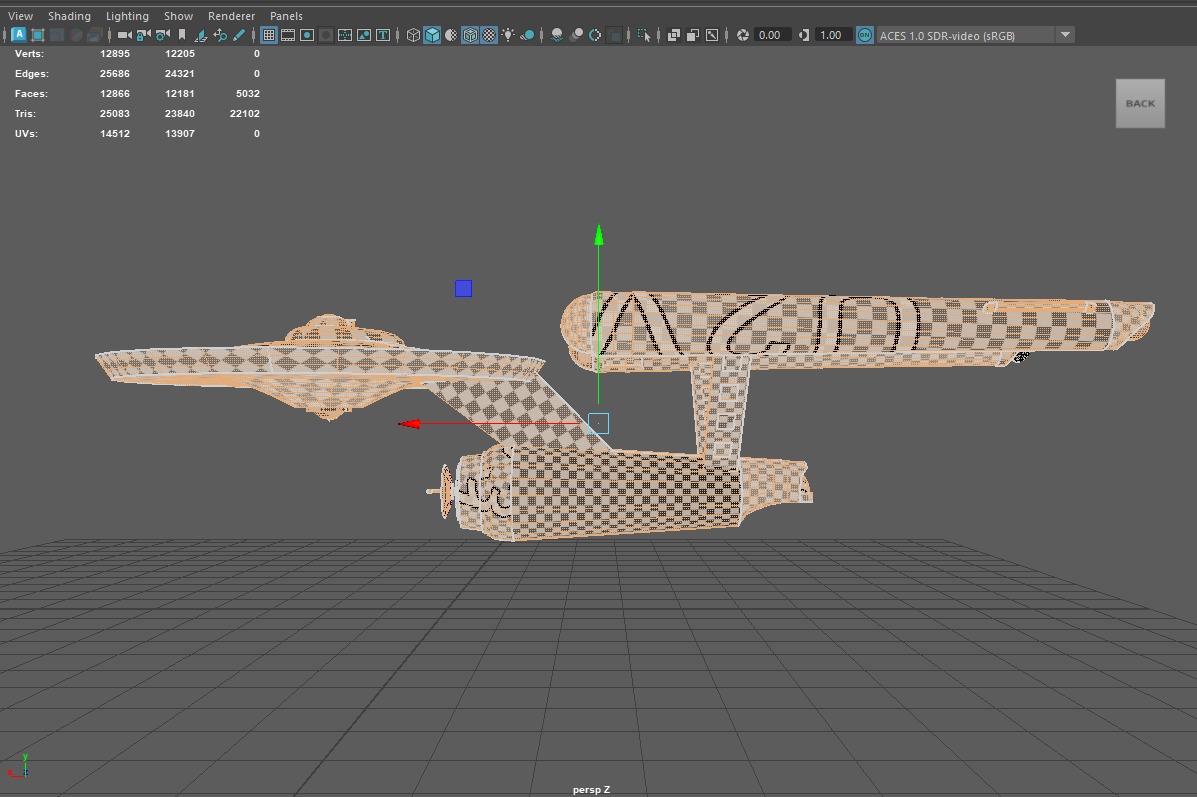 View Shading Lighting Show Renderer Panels
A T 0.00 1.00 ON ACES 1.0 SDR-video (sRGB)
Verts: 12895 12205 0
Edges: 25686 24321 0
Faces: 12866 12181 5032
Tris: 25083 23840 22102
UVs: 14512 13907 0
BACK
y
x z
persp Z